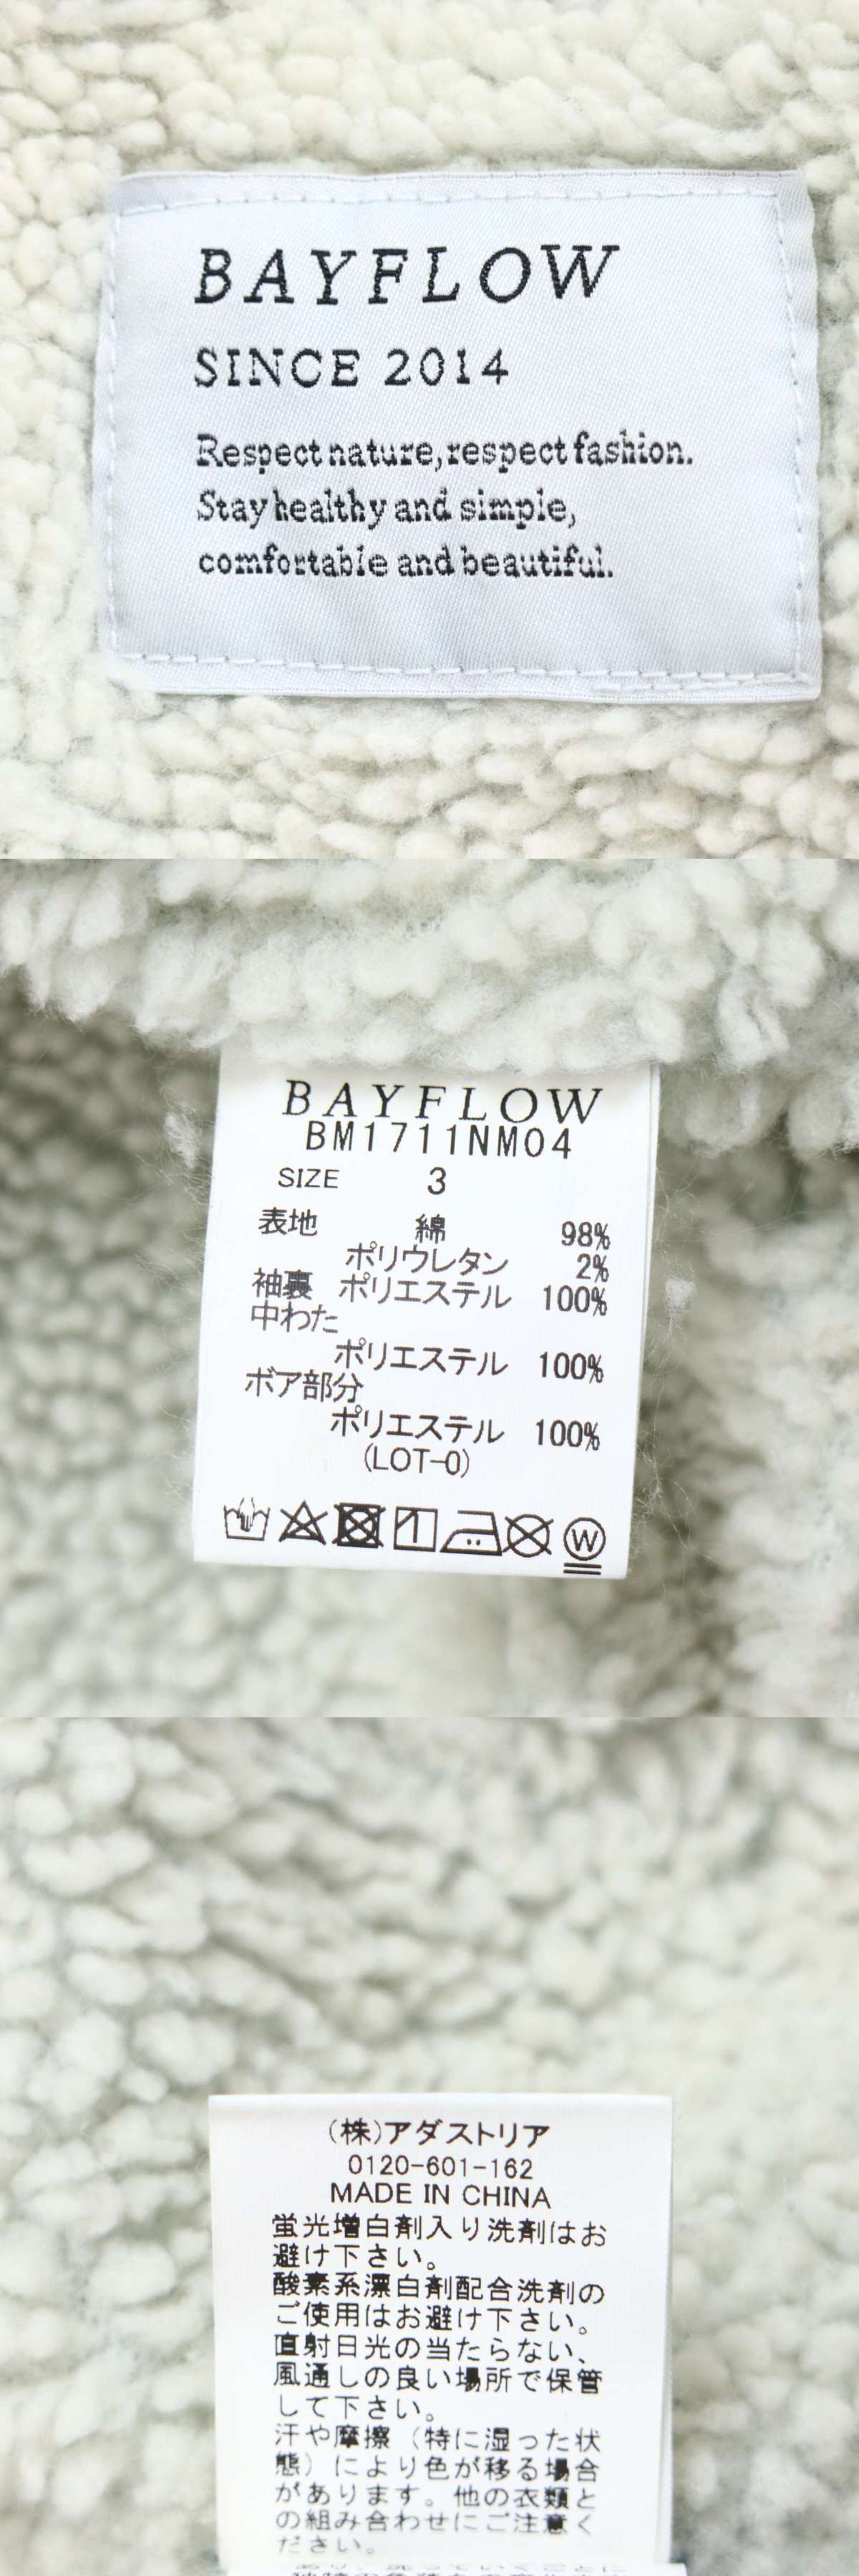 BAYFLOW
SINCE 2014
Respect nature, respect fashion.
Stay healthy and simple,
comfortable and beautiful.
BAYFLOW
BM1711NM04
SIZE 3
表地 綿 98%
ポリウレタン 2%
袖裏 ポリエステル 100%
中わた
ポリエステル 100%
ボア部分
ポリエステル 100%
(LOT-0)
W
(株)アダストリア
0120-601-162
MADE IN CHINA
蛍光増白剤入り洗剤はお
避け下さい。
酸素系漂白剤配合洗剤の
ご使用はお避け下さい。
直射日光の当たらない、
風通しの良い場所で保管
して下さい。
汗や摩擦（特に湿った状
態）により色が移る場合
があります。他の衣類と
の組み合わせにご注意く
ださい。